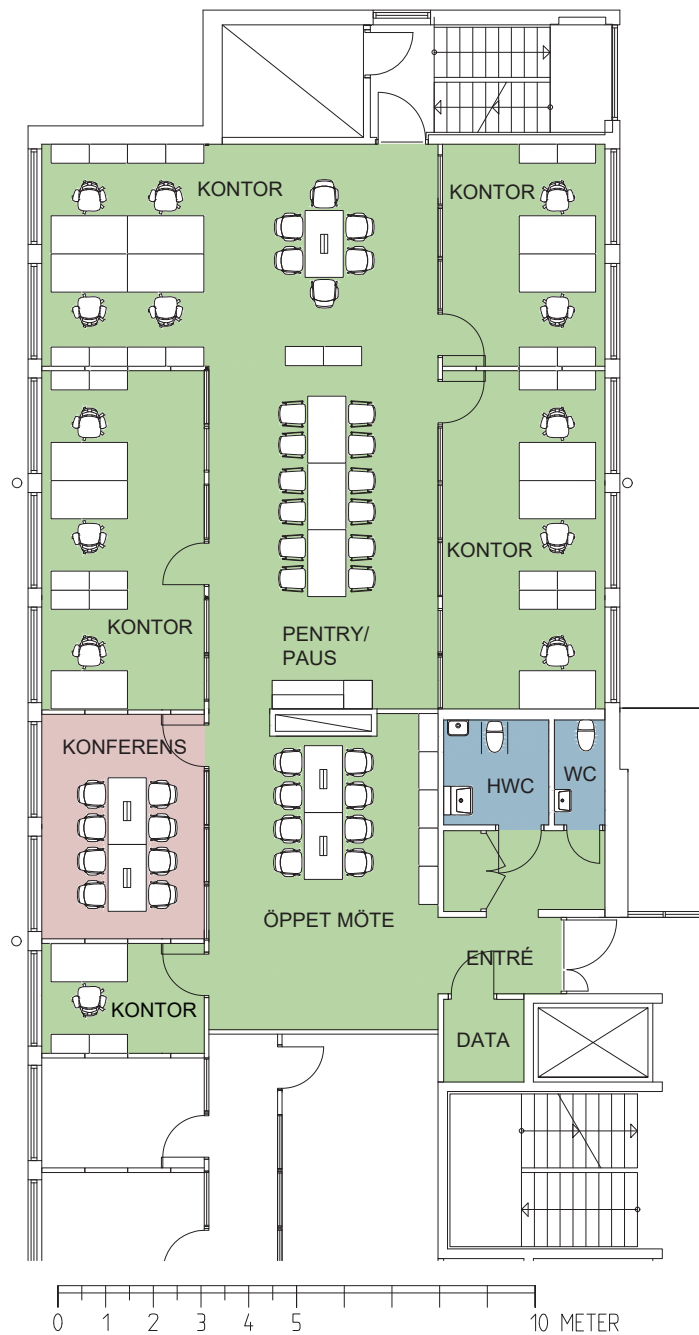 KONTOR
KONTOR
KONTOR
KONTOR
PENTRY/
PAUS
KONFERENS
HWC
WC
ÖPPET MÖTE
ENTRÉ
KONTOR
DATA
0 1 2 3 4 5 10 METER